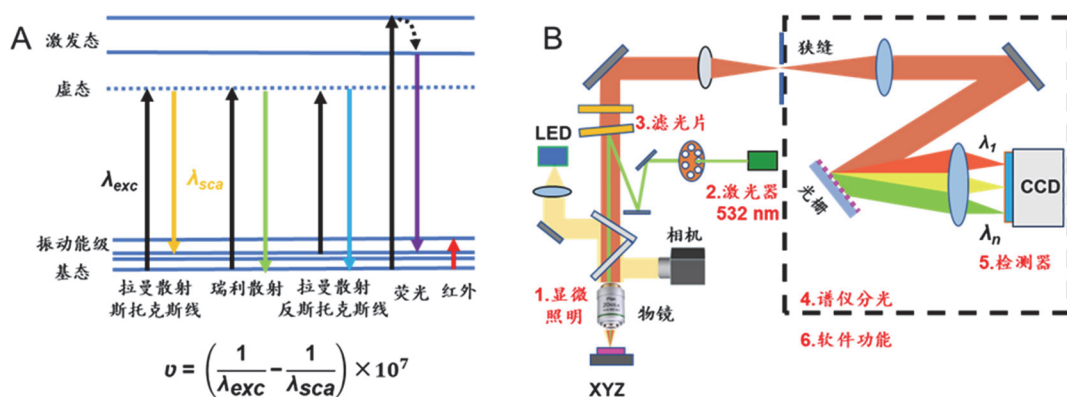 A
激发态
虚态
λexc
λsca
振动能级
基态
拉曼散射
斯托克斯线
瑞利散射
拉曼散射
反斯托克斯线
荧光
红外
υ = (1/λexc − 1/λsca) × 10⁷
B
狭缝
LED
3.滤光片
2.激光器
532 nm
相机
1.显微
照明
物镜
XYZ
光栅
λ1
λn
CCD
5.检测器
4.谱仪分光
6.软件功能